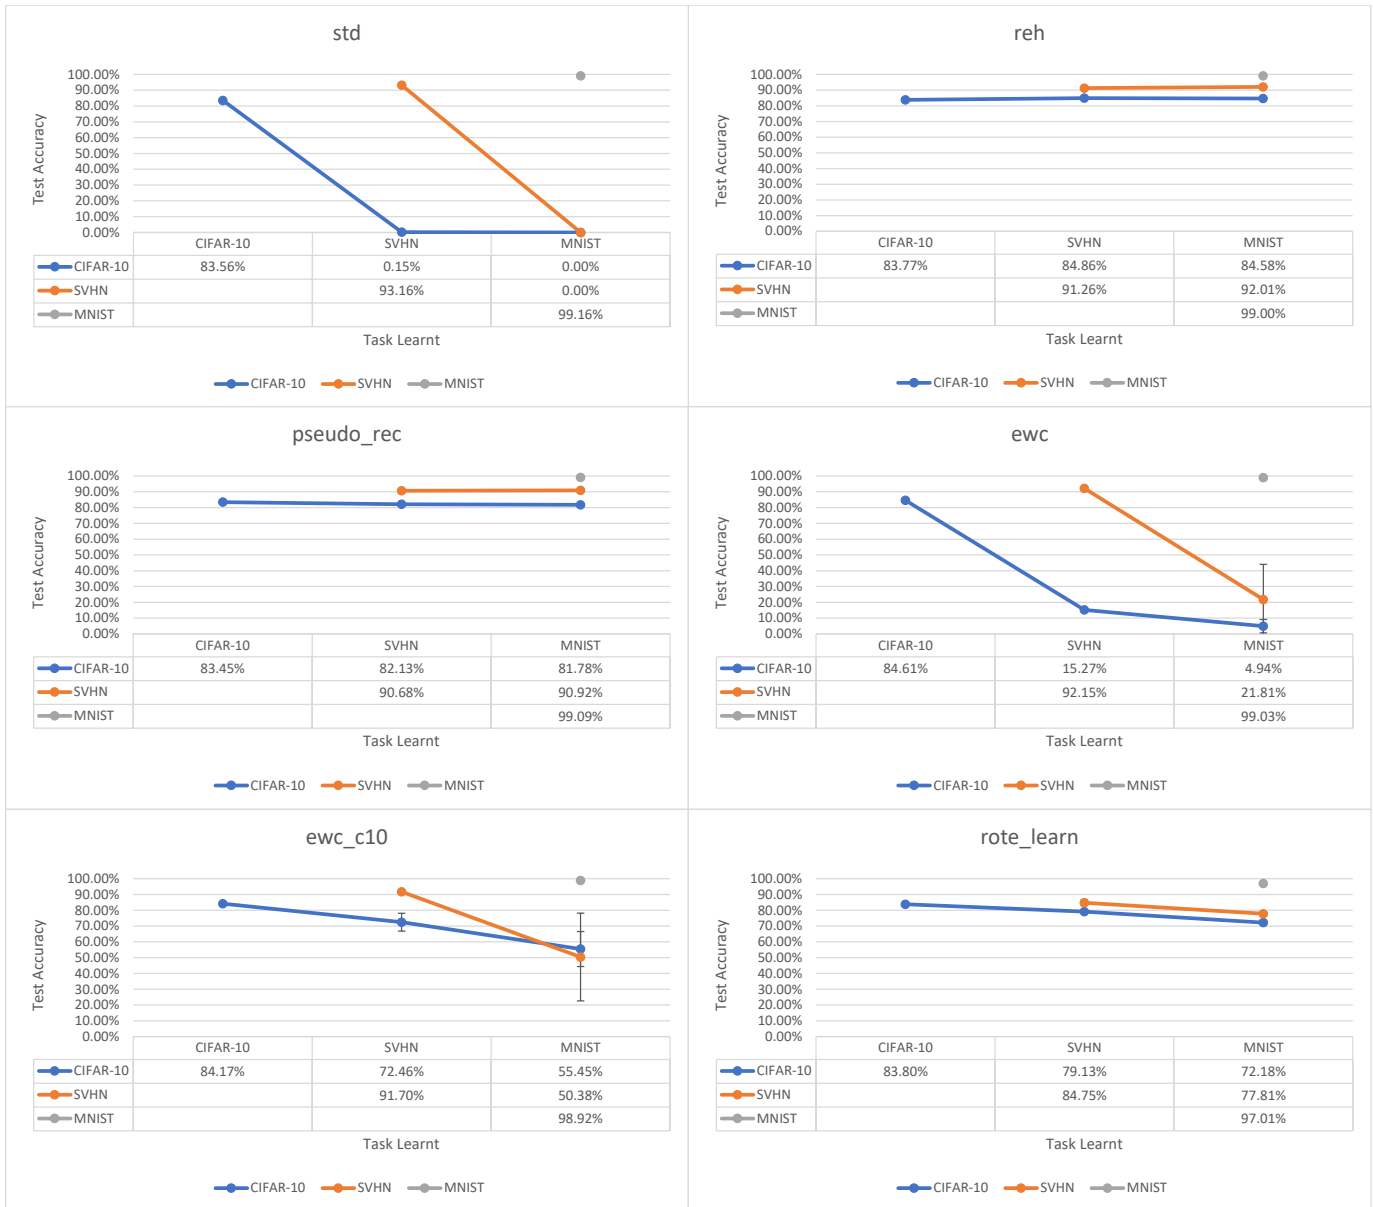 std
100.00%
90.00%
80.00%
70.00%
60.00%
50.00%
40.00%
30.00%
20.00%
10.00%
0.00%
Test Accuracy
CIFAR-10 SVHN MNIST
CIFAR-10 83.56% 0.15% 0.00%
SVHN 93.16% 0.00%
MNIST 99.16%
Task Learnt
CIFAR-10 SVHN MNIST
reh
100.00%
90.00%
80.00%
70.00%
60.00%
50.00%
40.00%
30.00%
20.00%
10.00%
0.00%
Test Accuracy
CIFAR-10 SVHN MNIST
CIFAR-10 83.77% 84.86% 84.58%
SVHN 91.26% 92.01%
MNIST 99.00%
Task Learnt
CIFAR-10 SVHN MNIST
pseudo_rec
100.00%
90.00%
80.00%
70.00%
60.00%
50.00%
40.00%
30.00%
20.00%
10.00%
0.00%
Test Accuracy
CIFAR-10 SVHN MNIST
CIFAR-10 83.45% 82.13% 81.78%
SVHN 90.68% 90.92%
MNIST 99.09%
Task Learnt
CIFAR-10 SVHN MNIST
ewc
100.00%
90.00%
80.00%
70.00%
60.00%
50.00%
40.00%
30.00%
20.00%
10.00%
0.00%
Test Accuracy
CIFAR-10 SVHN MNIST
CIFAR-10 84.61% 15.27% 4.94%
SVHN 92.15% 21.81%
MNIST 99.03%
Task Learnt
CIFAR-10 SVHN MNIST
ewc_c10
100.00%
90.00%
80.00%
70.00%
60.00%
50.00%
40.00%
30.00%
20.00%
10.00%
0.00%
Test Accuracy
CIFAR-10 SVHN MNIST
CIFAR-10 84.17% 72.46% 55.45%
SVHN 91.70% 50.38%
MNIST 98.92%
Task Learnt
CIFAR-10 SVHN MNIST
rote_learn
100.00%
90.00%
80.00%
70.00%
60.00%
50.00%
40.00%
30.00%
20.00%
10.00%
0.00%
Test Accuracy
CIFAR-10 SVHN MNIST
CIFAR-10 83.80% 79.13% 72.18%
SVHN 84.75% 77.81%
MNIST 97.01%
Task Learnt
CIFAR-10 SVHN MNIST